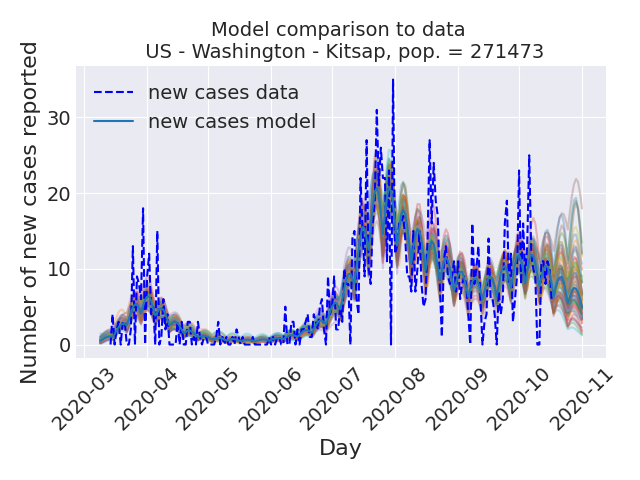 Model comparison to data
US - Washington - Kitsap, pop. = 271473
Number of new cases reported
new cases data
new cases model
30
20
10
0
2020-03
2020-04
2020-05
2020-06
2020-07
2020-08
2020-09
2020-10
2020-11
Day